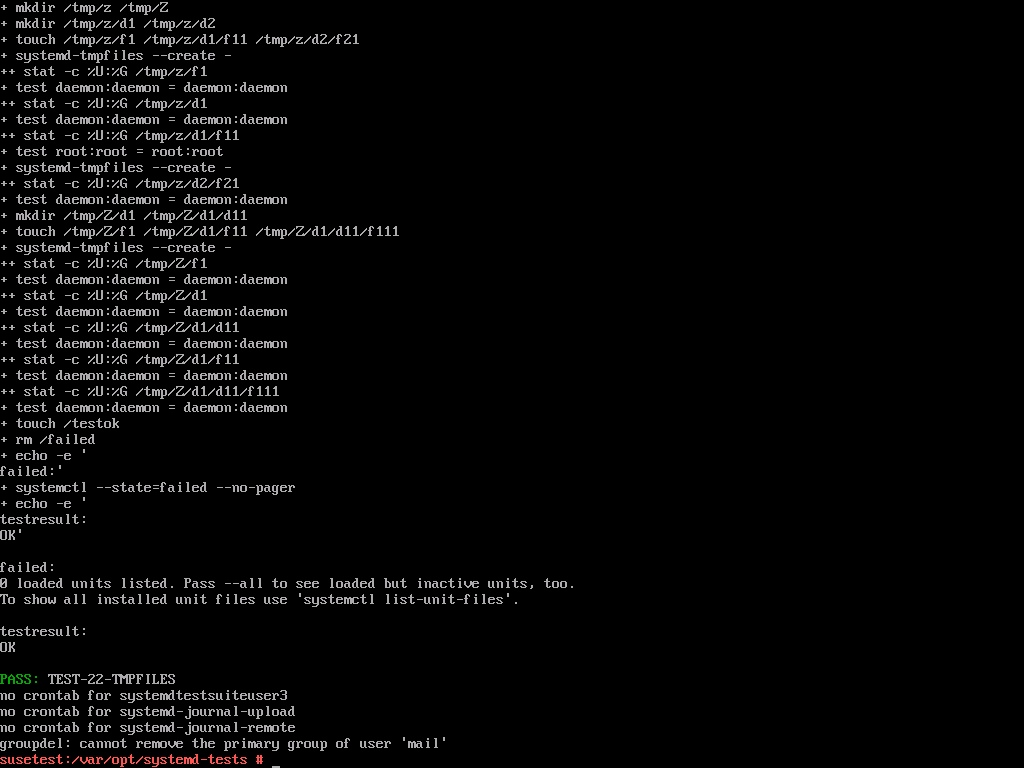 + mkdir /tmp/z /tmp/Z
+ mkdir /tmp/z/d1 /tmp/z/d2
+ touch /tmp/z/f1 /tmp/z/d1/f11 /tmp/z/d2/f21
+ systemd-tmpfiles --create -
++ stat -c %U:%G /tmp/z/f1
+ test daemon:daemon = daemon:daemon
++ stat -c %U:%G /tmp/z/d1
+ test daemon:daemon = daemon:daemon
++ stat -c %U:%G /tmp/z/d1/f11
+ test root:root = root:root
+ systemd-tmpfiles --create -
++ stat -c %U:%G /tmp/z/d2/f21
+ test daemon:daemon = daemon:daemon
+ mkdir /tmp/Z/d1 /tmp/Z/d1/d11
+ touch /tmp/Z/f1 /tmp/Z/d1/f11 /tmp/Z/d1/d11/f111
+ systemd-tmpfiles --create -
++ stat -c %U:%G /tmp/Z/f1
+ test daemon:daemon = daemon:daemon
++ stat -c %U:%G /tmp/Z/d1
+ test daemon:daemon = daemon:daemon
++ stat -c %U:%G /tmp/Z/d1/d11
+ test daemon:daemon = daemon:daemon
++ stat -c %U:%G /tmp/Z/d1/f11
+ test daemon:daemon = daemon:daemon
++ stat -c %U:%G /tmp/Z/d1/d11/f111
+ test daemon:daemon = daemon:daemon
+ touch /testok
+ rm /failed
+ echo -e '
failed:'
+ systemctl --state=failed --no-pager
+ echo -e '
testresult:
OK'

failed:
0 loaded units listed. Pass --all to see loaded but inactive units, too.
To show all installed unit files use 'systemctl list-unit-files'.

testresult:
OK

PASS: TEST-22-TMPFILES
no crontab for systemdtestsuiteuser3
no crontab for systemd-journal-upload
no crontab for systemd-journal-remote
groupdel: cannot remove the primary group of user 'mail'
susetest:/var/opt/systemd-tests # _